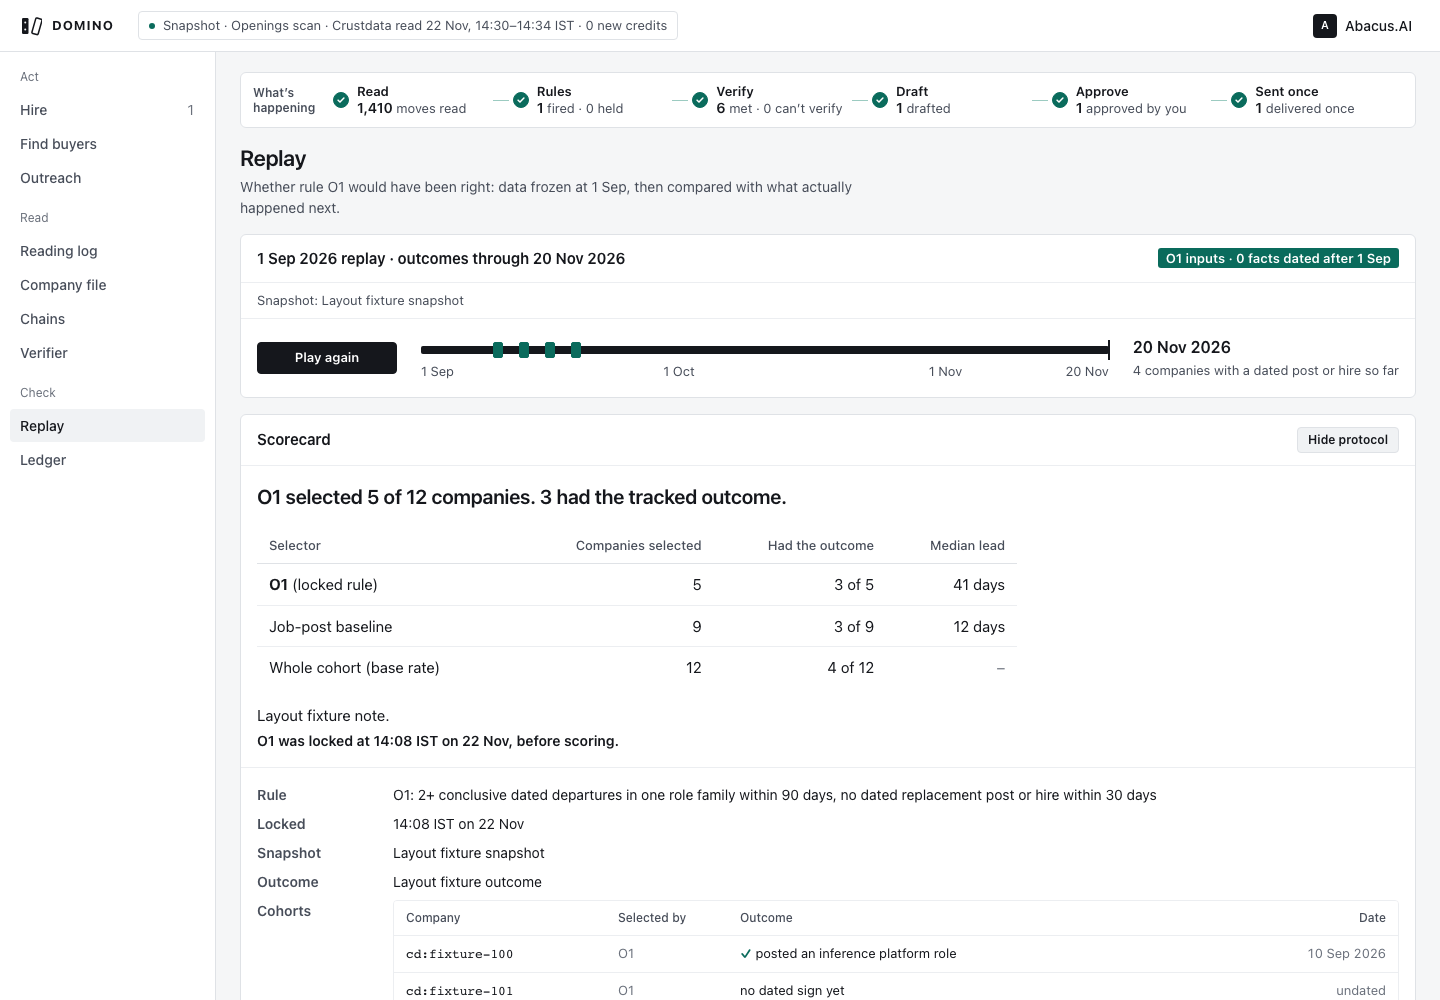 DOMINO
Snapshot · Openings scan · Crustdata read 22 Nov, 14:30–14:34 IST · 0 new credits
A
Abacus.AI
Act
Hire 1
Find buyers
Outreach
Read
Reading log
Company file
Chains
Verifier
Check
Replay
Ledger
What's
happening
Read
1,410 moves read
Rules
1 fired · 0 held
Verify
6 met · 0 can't verify
Draft
1 drafted
Approve
1 approved by you
Sent once
1 delivered once
Replay
Whether rule O1 would have been right: data frozen at 1 Sep, then compared with what actually
happened next.
1 Sep 2026 replay · outcomes through 20 Nov 2026
O1 inputs · 0 facts dated after 1 Sep
Snapshot: Layout fixture snapshot
Play again
1 Sep 1 Oct 1 Nov 20 Nov
20 Nov 2026
4 companies with a dated post or hire so far
Scorecard
Hide protocol
O1 selected 5 of 12 companies. 3 had the tracked outcome.
Selector Companies selected Had the outcome Median lead
O1 (locked rule) 5 3 of 5 41 days
Job-post baseline 9 3 of 9 12 days
Whole cohort (base rate) 12 4 of 12 –
Layout fixture note.
O1 was locked at 14:08 IST on 22 Nov, before scoring.
Rule O1: 2+ conclusive dated departures in one role family within 90 days, no dated replacement post or hire within 30 days
Locked 14:08 IST on 22 Nov
Snapshot Layout fixture snapshot
Outcome Layout fixture outcome
Cohorts
Company Selected by Outcome Date
cd:fixture-100 O1 ✓ posted an inference platform role 10 Sep 2026
cd:fixture-101 O1 no dated sign yet undated